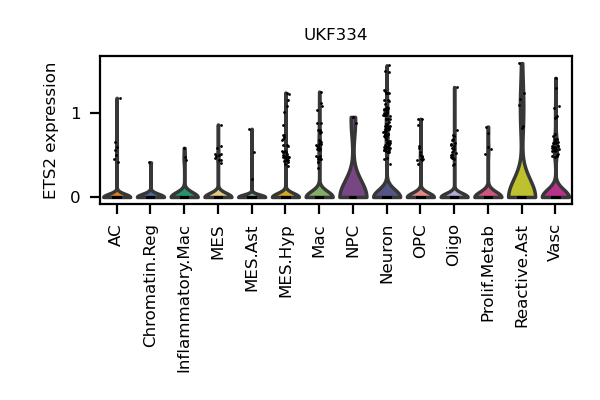 UKF334
ETS2 expression
1
0
AC
Chromatin.Reg
Inflammatory.Mac
MES
MES.Ast
MES.Hyp
Mac
NPC
Neuron
OPC
Oligo
Prolif.Metab
Reactive.Ast
Vasc